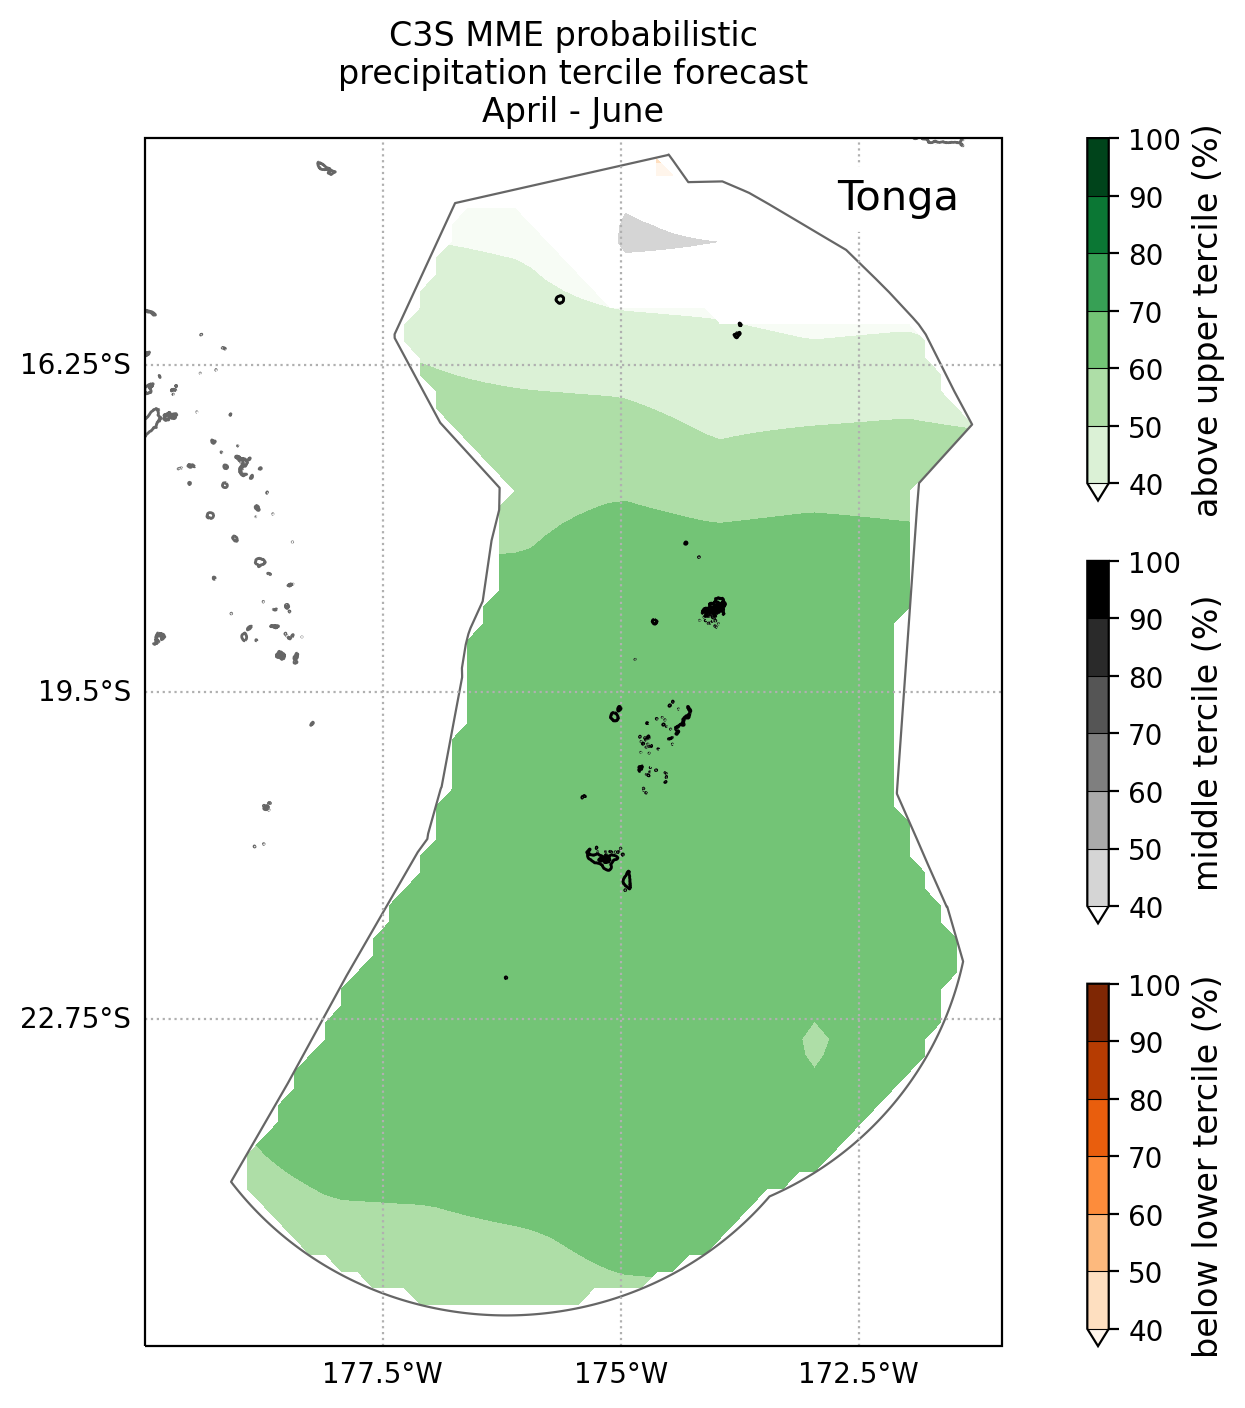 C3S MME probabilistic
precipitation tercile forecast
April - June
Tonga
16.25°S
19.5°S
22.75°S
177.5°W
175°W
172.5°W
100
90
80
70
60
50
40
above upper tercile (%)
100
90
80
70
60
50
40
middle tercile (%)
100
90
80
70
60
50
40
below lower tercile (%)